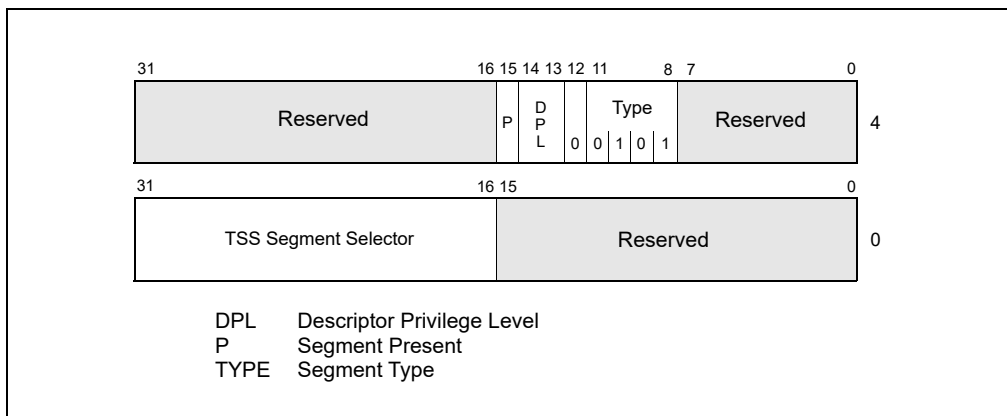 31 16 15 14 13 12 11 8 7 0
Reserved P DPL 0 Type 0 1 0 1 Reserved 4
31 16 15 0
TSS Segment Selector Reserved 0
DPL Descriptor Privilege Level
P Segment Present
TYPE Segment Type